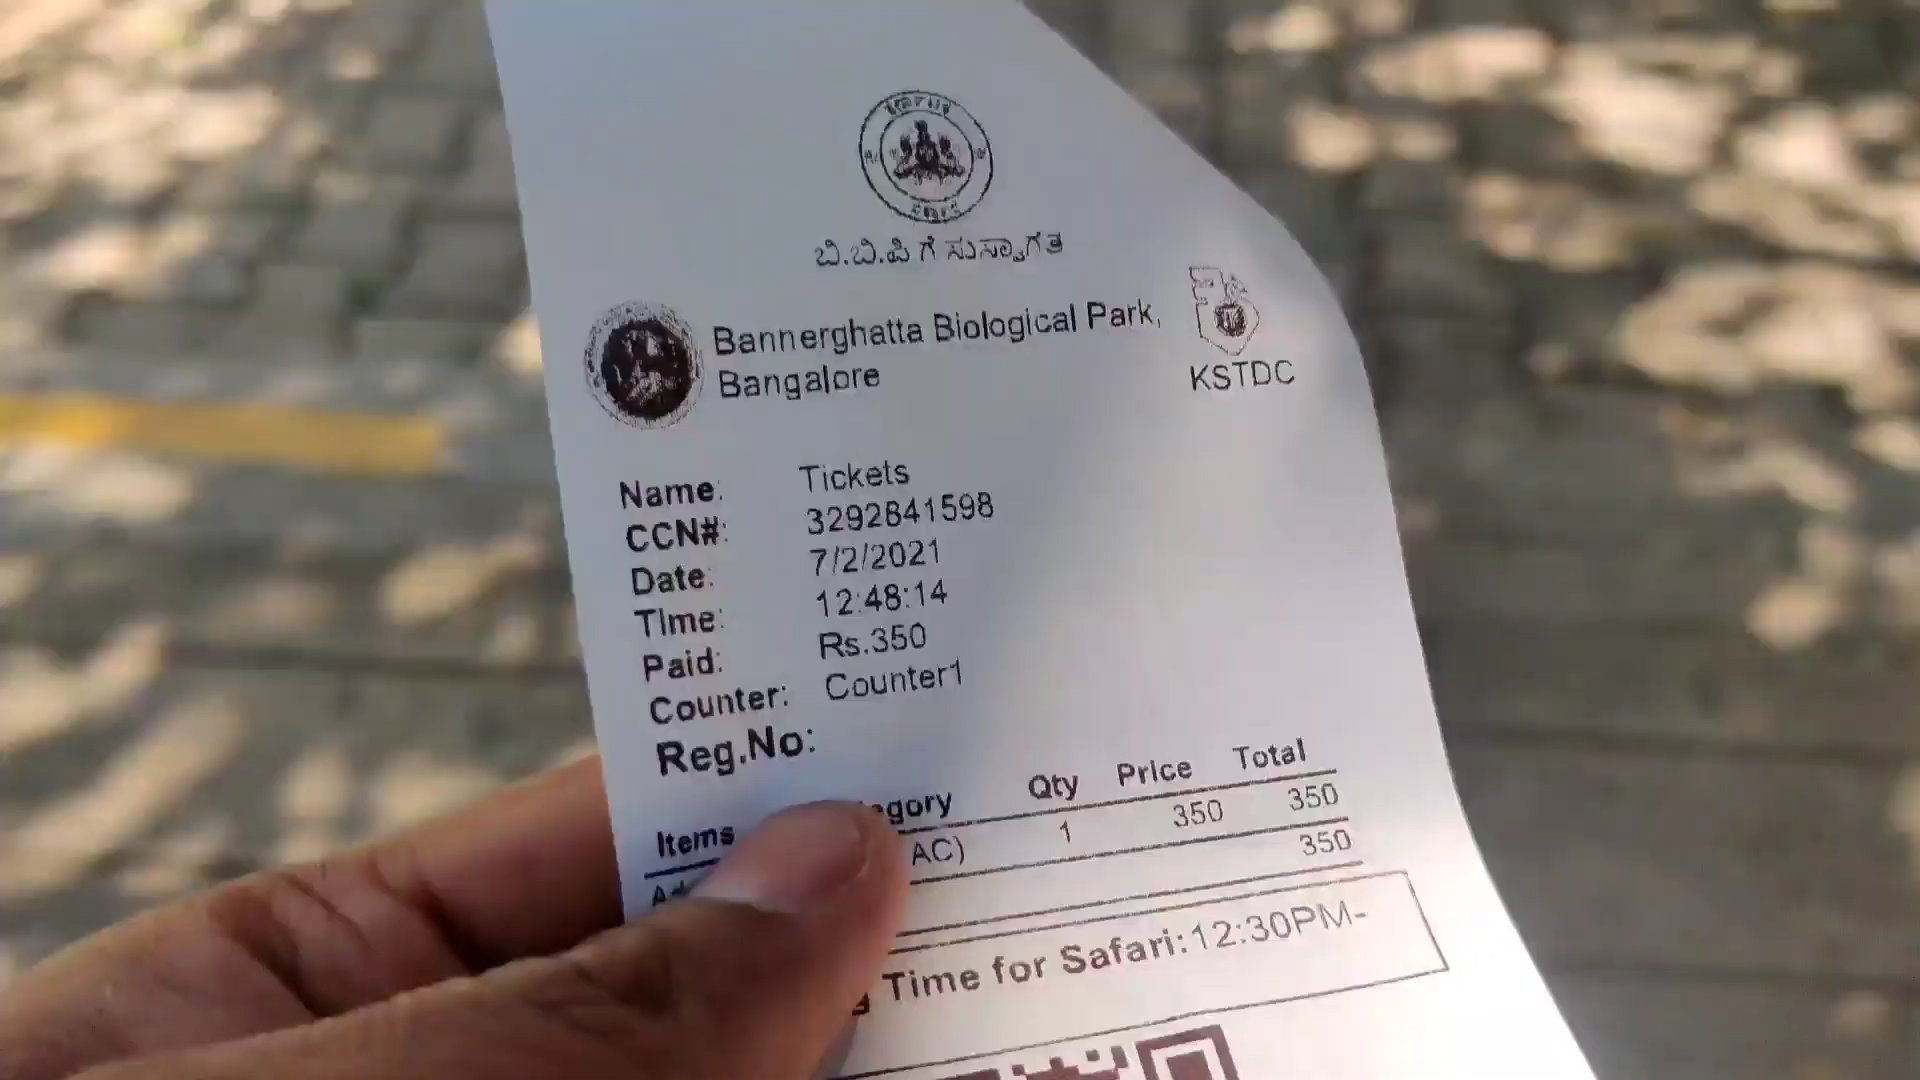 ಬಿ.ಬಿ.ಪಿ ಗೆ ಸುಸ್ವಾಗತ
Bannerghatta Biological Park,
Bangalore
KSTDC
Name: Tickets
CCN#: 3292841598
Date: 7/2/2021
Time: 12:48:14
Paid: Rs.350
Counter: Counter1
Reg.No:
Items Qty Price Total
AC) 1 350 350
350
Time for Safari:12:30PM-